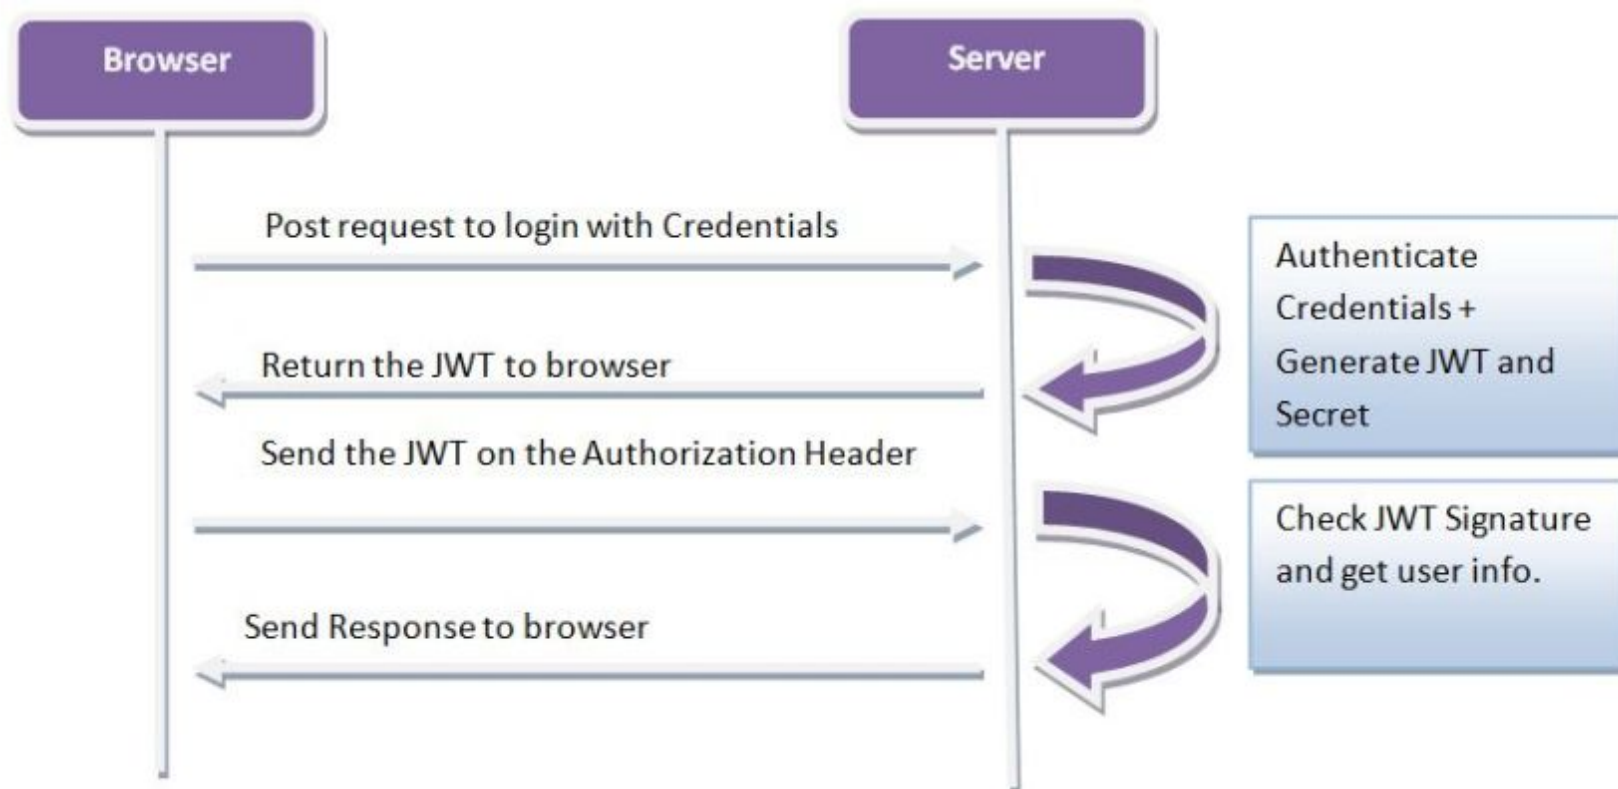 Browser
Server
Post request to login with Credentials
Authenticate
Credentials +
Generate JWT and
Secret
Return the JWT to browser
Send the JWT on the Authorization Header
Check JWT Signature
and get user info.
Send Response to browser